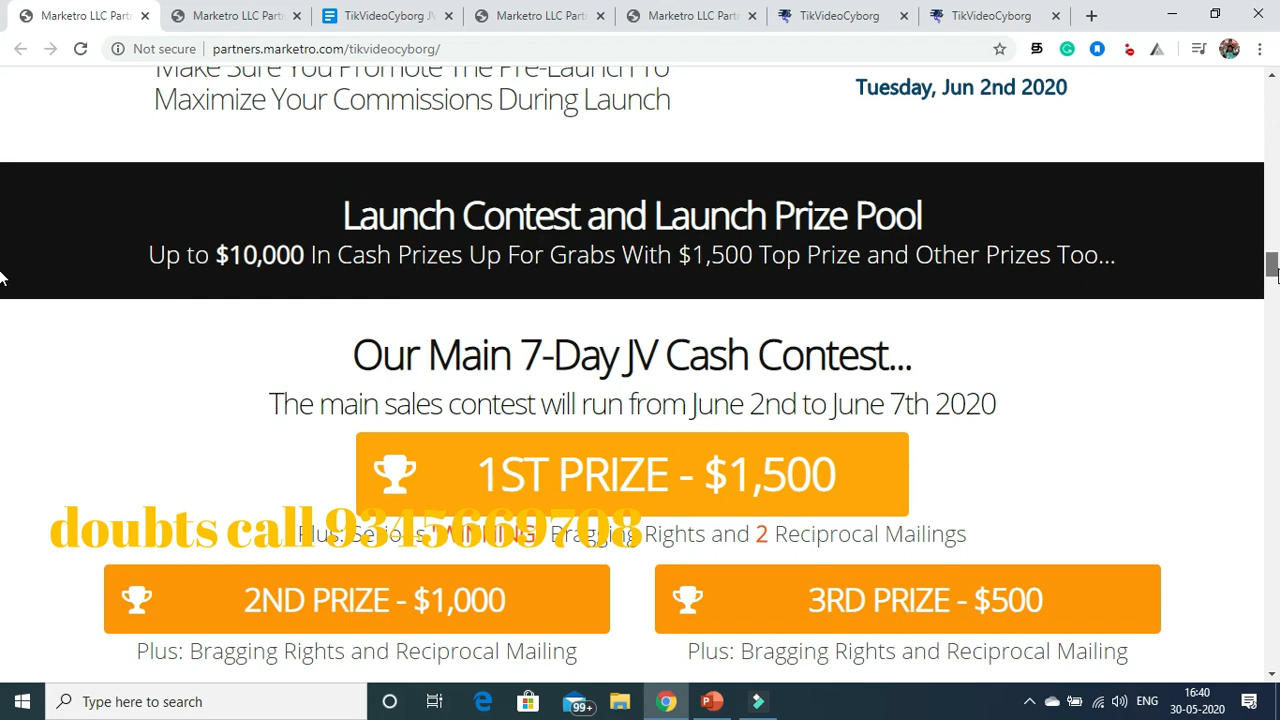 Marketro LLC Part
Marketro LLC Part
TikVideoCyborg JV
Marketro LLC Part
Marketro LLC Part
TikVideoCyborg
TikVideoCyborg
Not secure
partners.marketro.com/tikvideocyborg/
Make Sure You Promote The Pre-Launch To
Maximize Your Commissions During Launch
Tuesday, Jun 2nd 2020
Launch Contest and Launch Prize Pool
Up to $10,000 In Cash Prizes Up For Grabs With $1,500 Top Prize and Other Prizes Too...
Our Main 7-Day JV Cash Contest...
The main sales contest will run from June 2nd to June 7th 2020
1ST PRIZE - $1,500
doubts call 9345669708
Plus: Serious 'WINNING' Bragging Rights and 2 Reciprocal Mailings
2ND PRIZE - $1,000
3RD PRIZE - $500
Plus: Bragging Rights and Reciprocal Mailing
Plus: Bragging Rights and Reciprocal Mailing
Type here to search
99+
ENG
16:40
30-05-2020